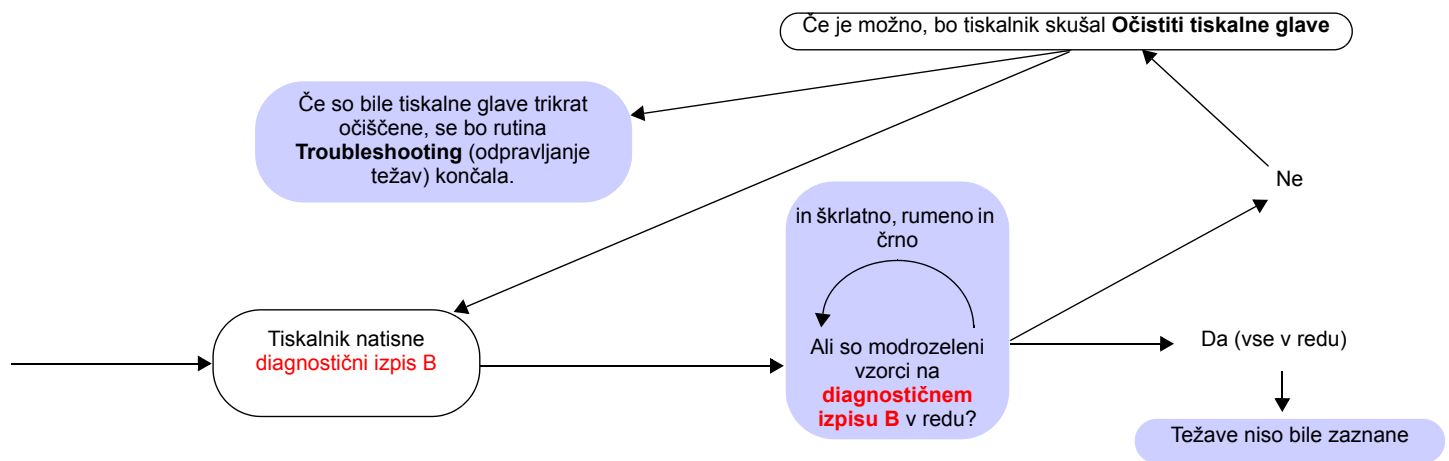 Če je možno, bo tiskalnik skušal Očistiti tiskalne glave
Če so bile tiskalne glave trikrat
očiščene, se bo rutina
Troubleshooting (odpravljanje
težav) končala.
Ne
in škrlatno, rumeno in
črno
Tiskalnik natisne
diagnostični izpis B
Ali so modrozeleni
vzorci na
diagnostičnem
izpisu B v redu?
Da (vse v redu)
Težave niso bile zaznane